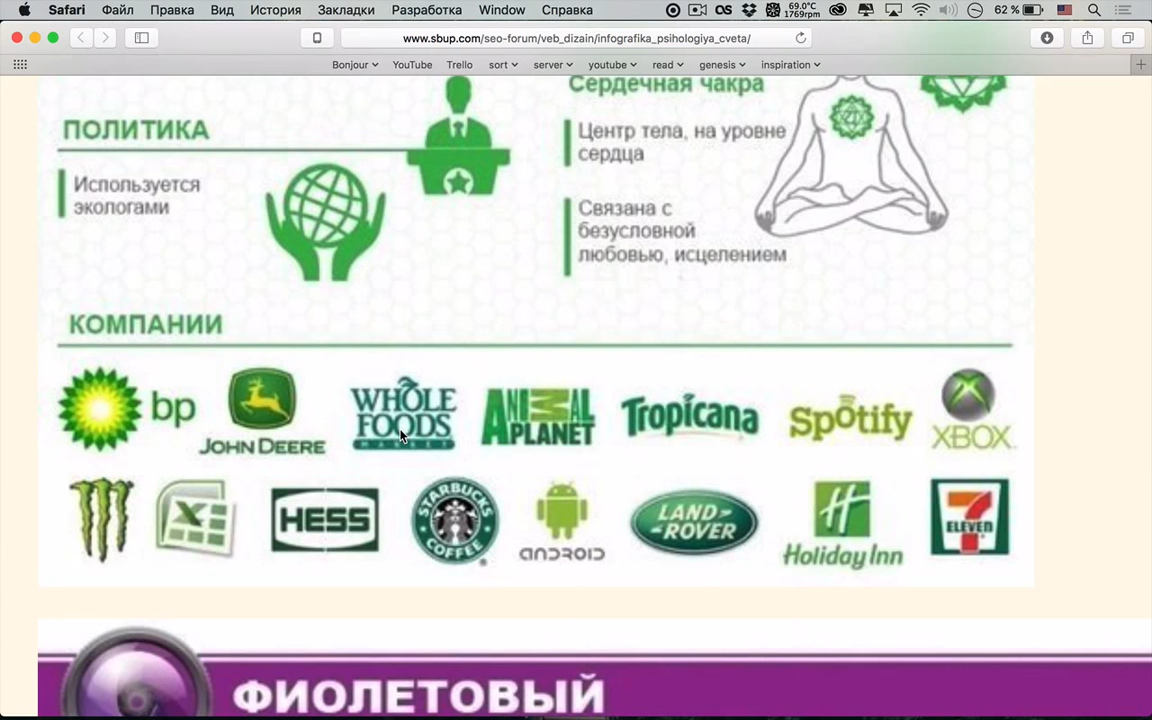 Safari Файл Правка Вид История Закладки Разработка Window Справка OS 69.0°C 1769rpm 62 %
www.sbup.com/seo-forum/veb_dizain/infografika_psihologiya_cveta/
Bonjour YouTube Trello sort server youtube read genesis inspiration
Сердечная чакра
ПОЛИТИКА
Центр тела, на уровне
сердца
Используется
экологами
Связана с
безусловной
любовью, исцелением
КОМПАНИИ
bp
JOHN DEERE
WHOLE
FOODS
MARKET
ANIMAL
PLANET
Tropicana
Spotify
XBOX
HESS
STARBUCKS
COFFEE
ANDROID
LAND
ROVER
H
Holiday Inn
7
ELEVEN
ФИОЛЕТОВЫЙ